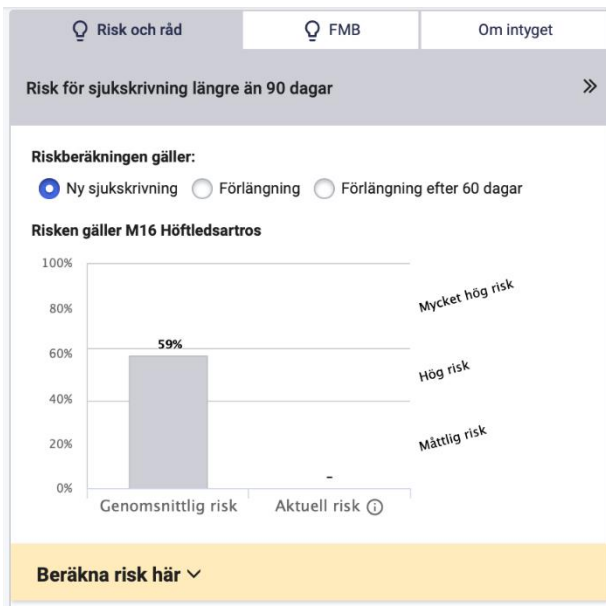 Risk och råd
FMB
Om intyget
Risk för sjukskrivning längre än 90 dagar
Riskberäkningen gäller:
Ny sjukskrivning
Förlängning
Förlängning efter 60 dagar
Risken gäller M16 Höftledsartros
100%
80%
60%
40%
20%
0%
59%
-
Genomsnittlig risk
Aktuell risk
Mycket hög risk
Hög risk
Måttlig risk
Beräkna risk här